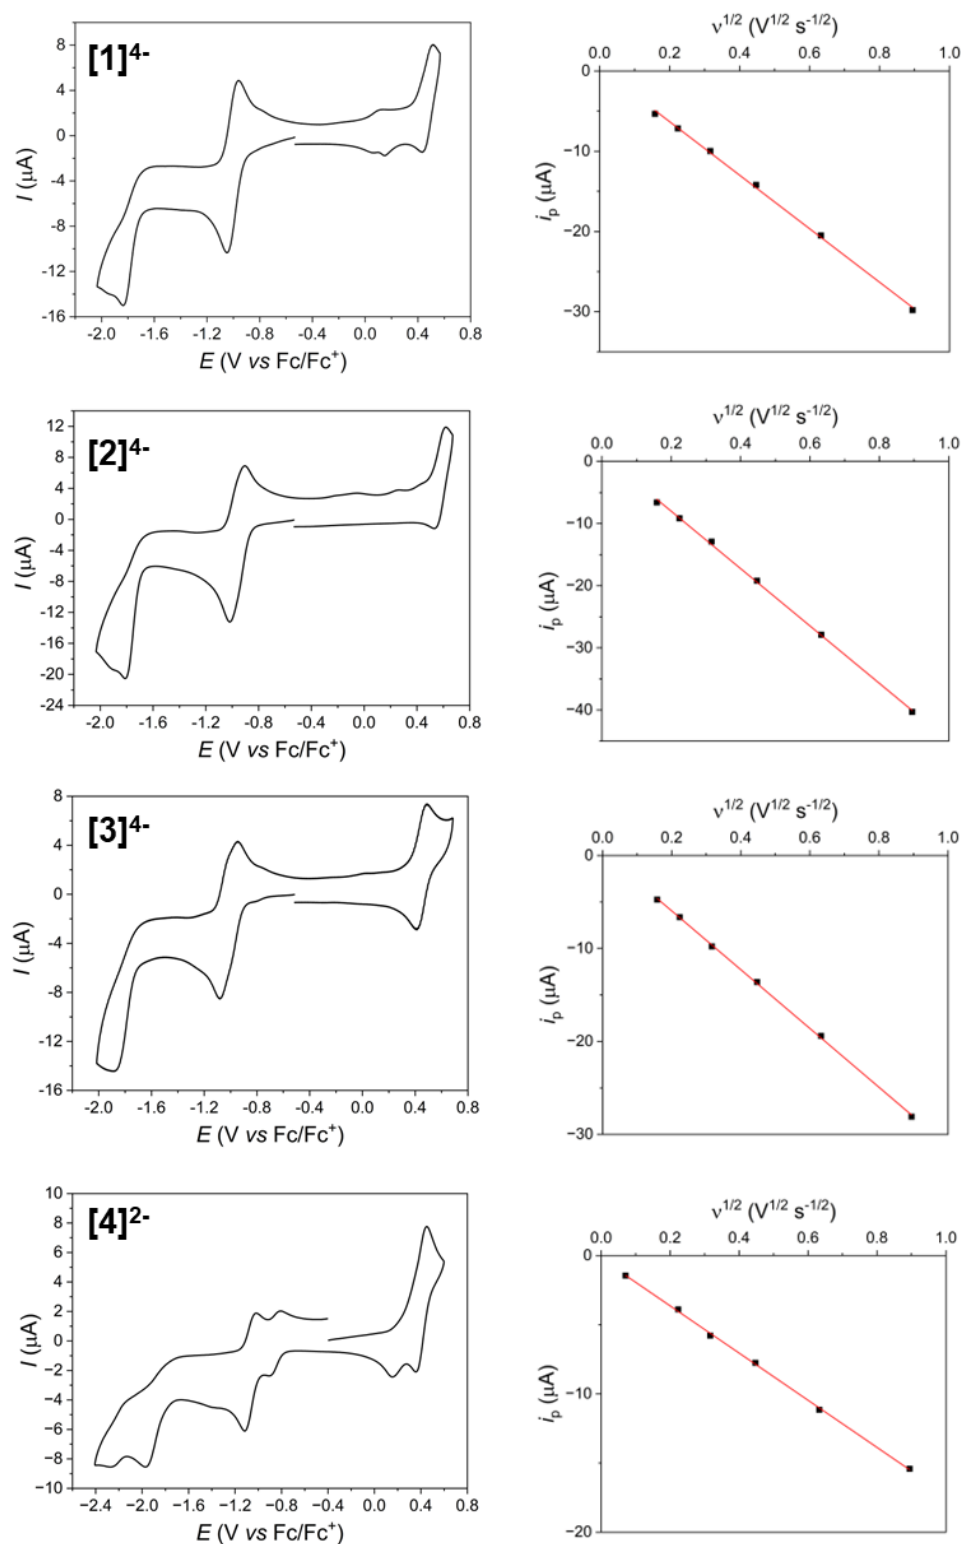 [1]4-
8
4
0
-4
-8
-12
-16
I (µA)
-2.0 -1.6 -1.2 -0.8 -0.4 0.0 0.4 0.8
E (V vs Fc/Fc+)
ν1/2 (V1/2 s-1/2)
0.0 0.2 0.4 0.6 0.8 1.0
0
−10
−20
−30
ip (µA)
[2]4-
12
8
4
0
-4
-8
-12
-16
-20
-24
I (µA)
-2.0 -1.6 -1.2 -0.8 -0.4 0.0 0.4 0.8
E (V vs Fc/Fc+)
ν1/2 (V1/2 s-1/2)
0.0 0.2 0.4 0.6 0.8 1.0
0
−10
−20
−30
−40
ip (µA)
[3]4-
8
4
0
-4
-8
-12
-16
I (µA)
-2.0 -1.6 -1.2 -0.8 -0.4 0.0 0.4 0.8
E (V vs Fc/Fc+)
ν1/2 (V1/2 s-1/2)
0.0 0.2 0.4 0.6 0.8 1.0
0
−10
−20
−30
ip (µA)
[4]2-
10
8
6
4
2
0
−2
−4
−6
−8
−10
I (µA)
−2.4 −2.0 −1.6 −1.2 −0.8 −0.4 0.0 0.4 0.8
E (V vs Fc/Fc+)
ν1/2 (V1/2 s-1/2)
0.0 0.2 0.4 0.6 0.8 1.0
0
−10
−20
ip (µA)